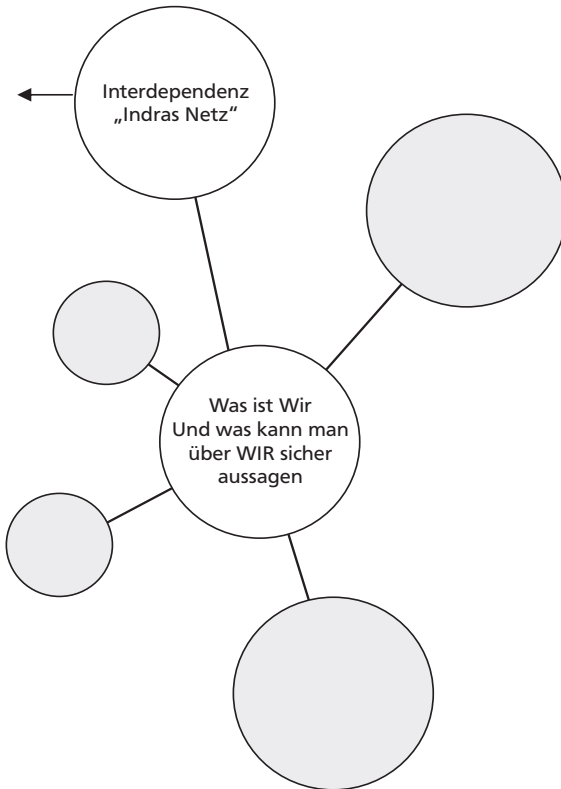 Interdependenz
„Indras Netz“
Was ist Wir
Und was kann man
über WIR sicher
aussagen